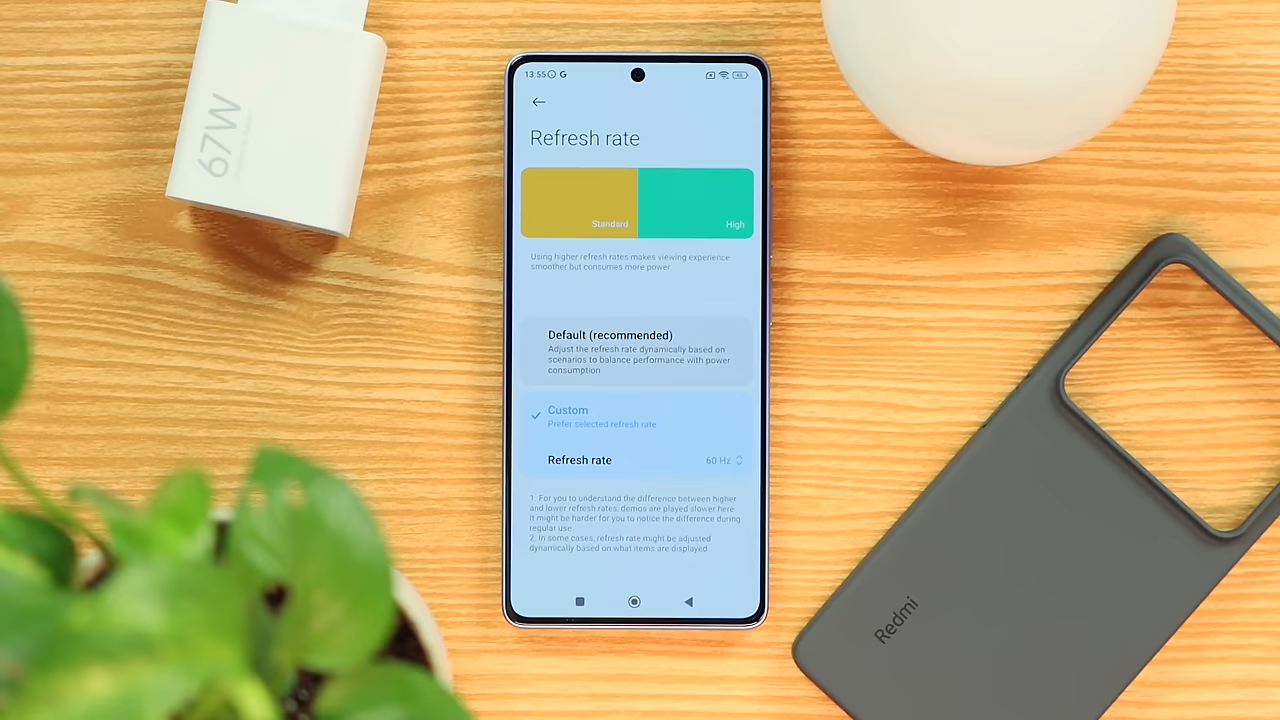 67W
13:55 G
Refresh rate
Standard
High
Using higher refresh rates makes viewing experience
smoother but consumes more power.
Default (recommended)
Adjust the refresh rate dynamically based on
scenarios to balance performance with power
consumption
Custom
Prefer selected refresh rate
Refresh rate
60 Hz
1. For you to understand the difference between higher
and lower refresh rates, demos are played slower here.
It might be harder for you to notice the difference during
regular use.
2. In some cases, refresh rate might be adjusted
dynamically based on what items are displayed
Redmi